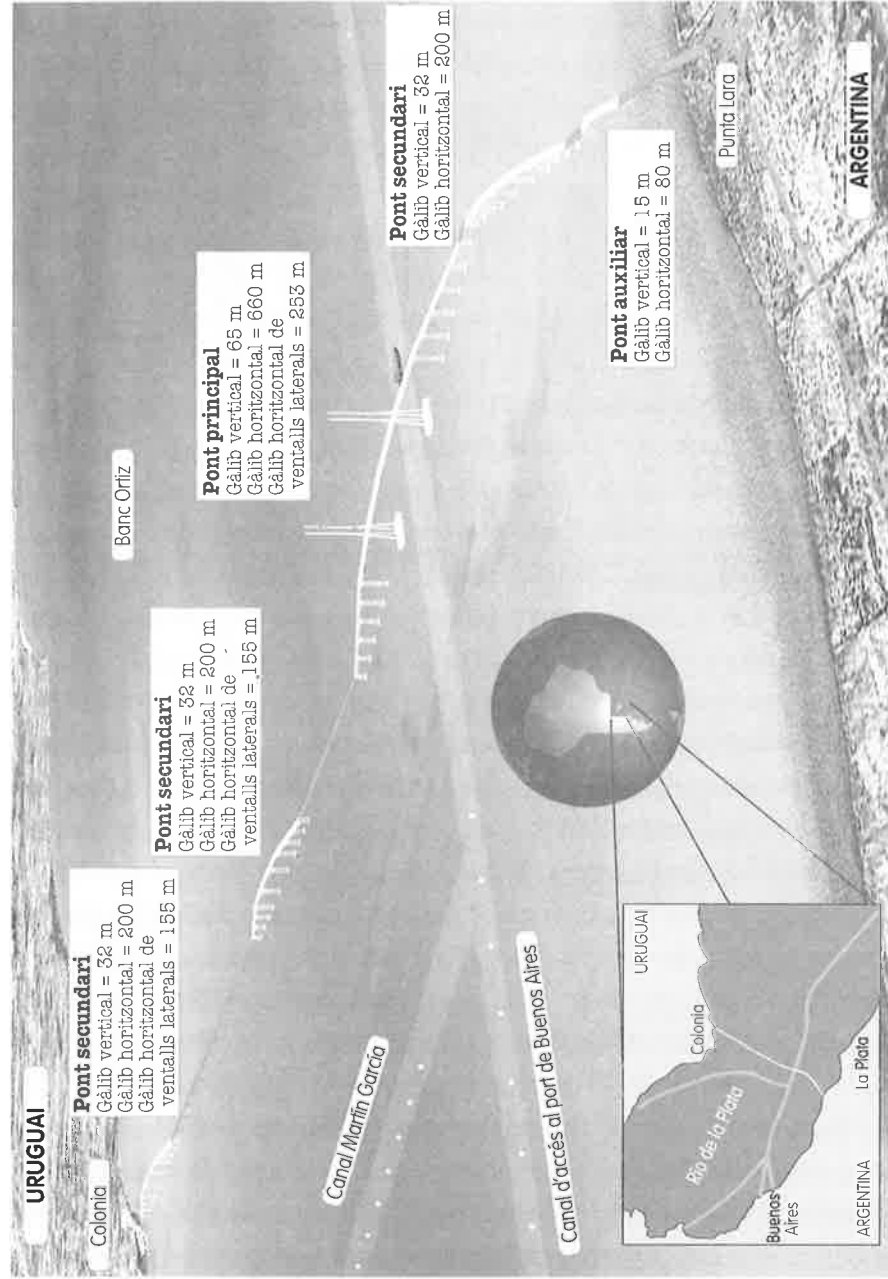 URUGUAI
Colonia
Pont secundari
Gàlib vertical = 32 m
Gàlib horitzontal = 200 m
Gàlib horitzontal de
ventalls laterals = 155 m
Pont secundari
Gàlib vertical = 32 m
Gàlib horitzontal = 200 m
Gàlib horitzontal de
ventalls laterals = 155 m
Banc Ortiz
Pont principal
Gàlib vertical = 65 m
Gàlib horitzontal = 660 m
Gàlib horitzontal de
ventalls laterals = 253 m
Pont secundari
Gàlib vertical = 32 m
Gàlib horitzontal = 200 m
Canal Martín García
Canal d'accés al port de Buenos Aires
Pont auxiliar
Gàlib vertical = 15 m
Gàlib horitzontal = 80 m
Punta Lara
ARGENTINA
URUGUAI
Colonia
Río de la Plata
Buenos
Aires
La Plata
ARGENTINA